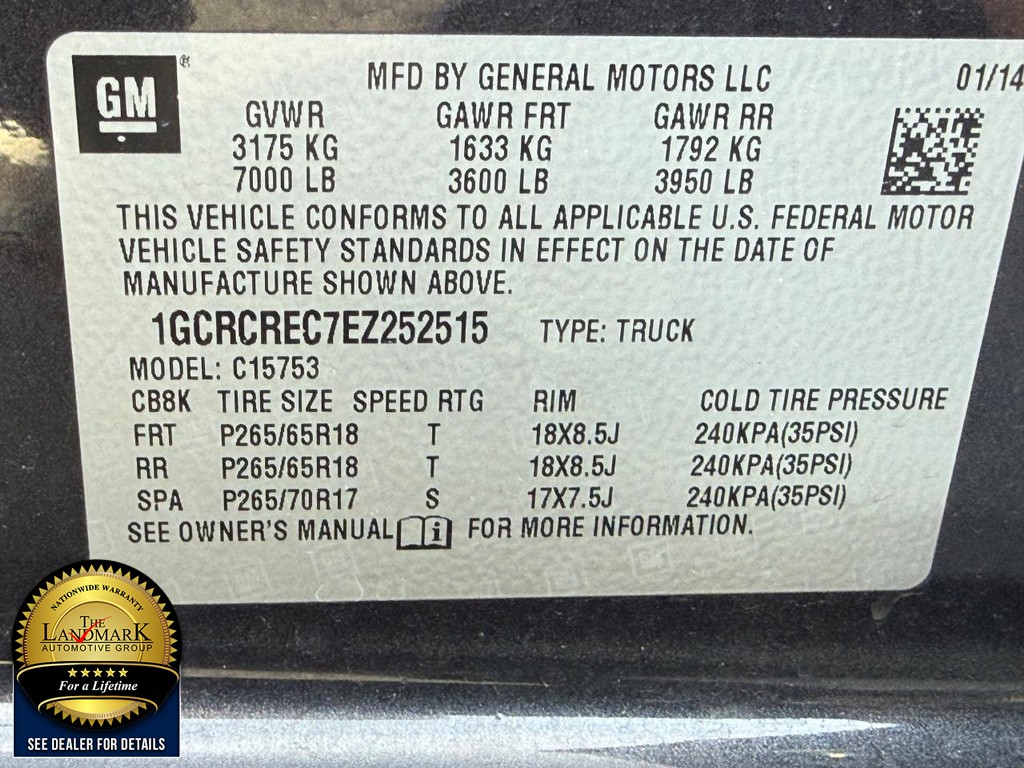 GM
MFD BY GENERAL MOTORS LLC 01/14
GVWR GAWR FRT GAWR RR
3175 KG 1633 KG 1792 KG
7000 LB 3600 LB 3950 LB
THIS VEHICLE CONFORMS TO ALL APPLICABLE U.S. FEDERAL MOTOR
VEHICLE SAFETY STANDARDS IN EFFECT ON THE DATE OF
MANUFACTURE SHOWN ABOVE.
1GCRCREC7EZ252515 TYPE: TRUCK
MODEL: C15753
CB8K TIRE SIZE SPEED RTG RIM COLD TIRE PRESSURE
FRT P265/65R18 T 18X8.5J 240KPA(35PSI)
RR P265/65R18 T 18X8.5J 240KPA(35PSI)
SPA P265/70R17 S 17X7.5J 240KPA(35PSI)
SEE OWNER'S MANUAL i FOR MORE INFORMATION.
NATIONWIDE WARRANTY
THE
LANDMARK
AUTOMOTIVE GROUP
For a Lifetime
SEE DEALER FOR DETAILS